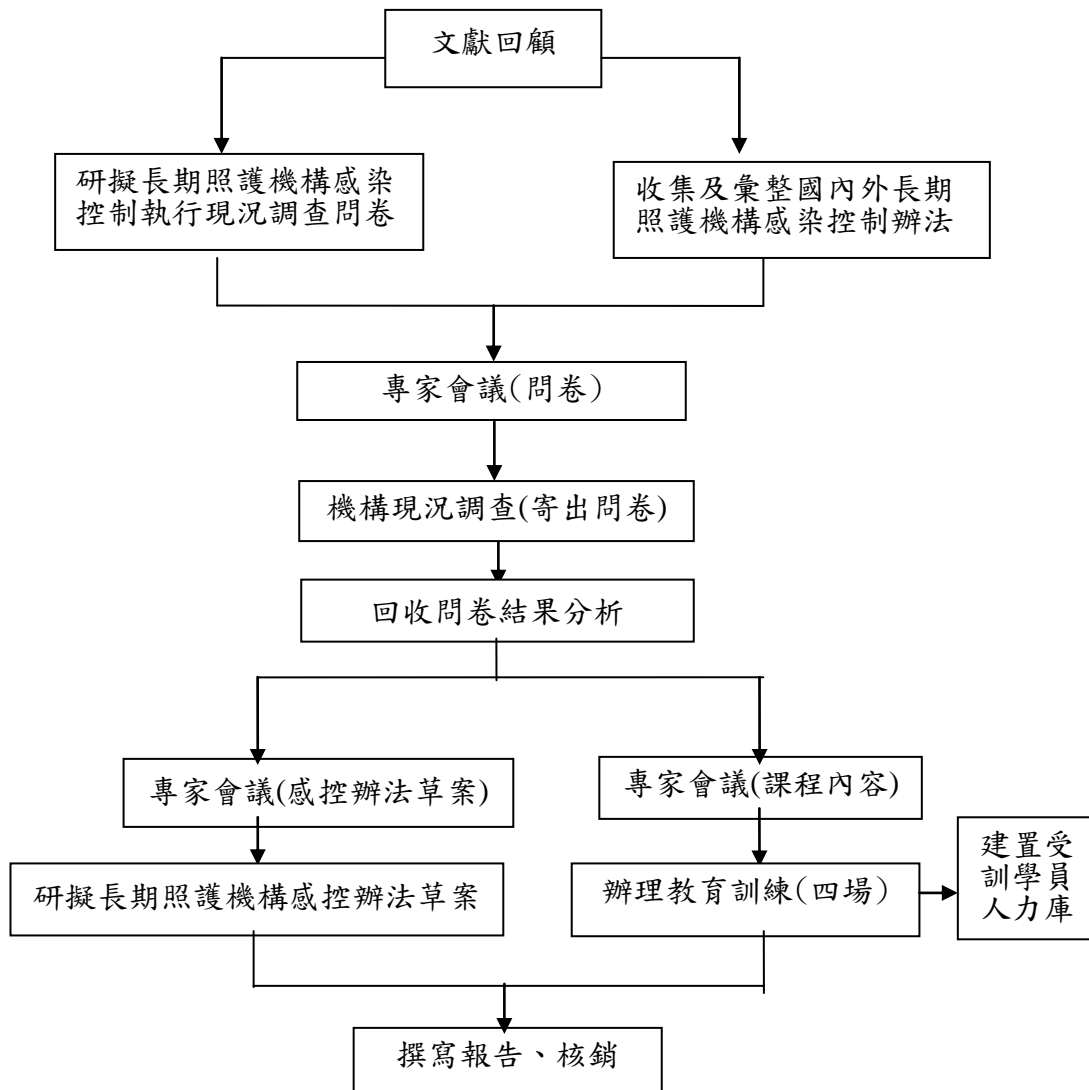 文獻回顧
研擬長期照護機構感染
控制執行現況調查問卷
收集及彙整國內外長期
照護機構感染控制辦法
專家會議(問卷)
機構現況調查(寄出問卷)
回收問卷結果分析
專家會議(感控辦法草案)
專家會議(課程內容)
研擬長期照護機構感控辦法草案
辦理教育訓練(四場)
建置受
訓學員
人力庫
撰寫報告、核銷